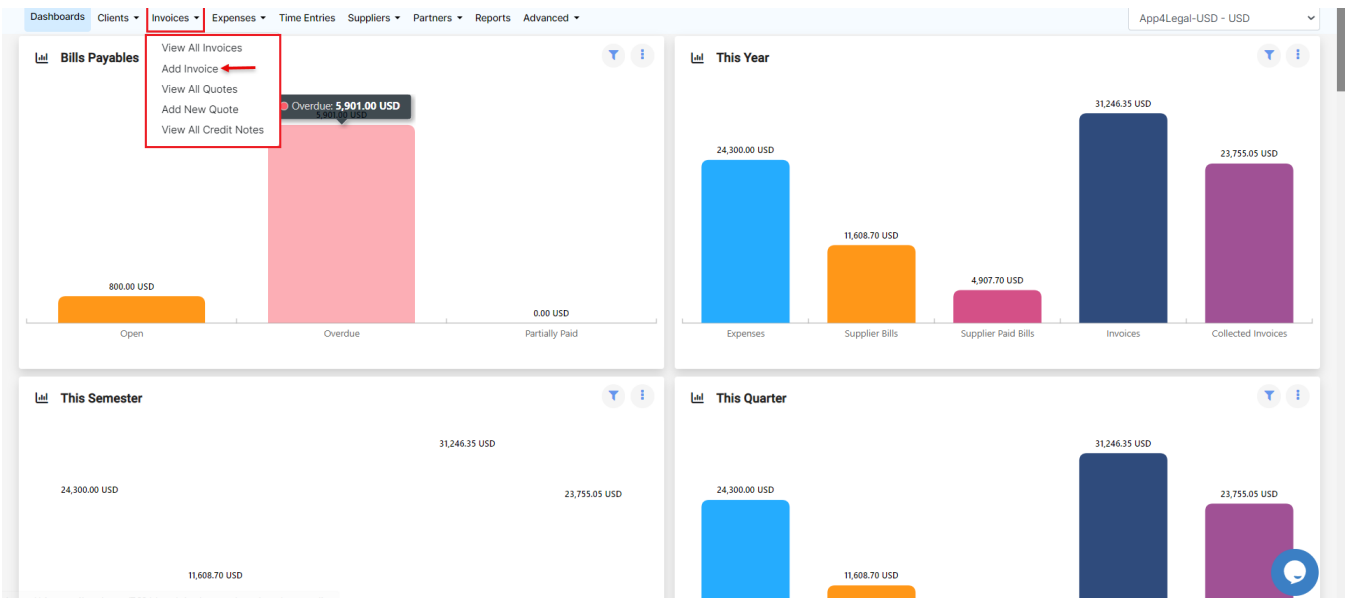 Dashboards Clients Invoices Expenses Time Entries Suppliers Partners Reports Advanced App4Legal-USD - USD
Bills Payables
View All Invoices
Add Invoice
View All Quotes
Add New Quote
View All Credit Notes
Overdue: 5,901.00 USD
5,901.00 USD
800.00 USD
0.00 USD
Open Overdue Partially Paid
This Year
31,246.35 USD
24,300.00 USD
23,755.05 USD
11,608.70 USD
4,907.70 USD
Expenses Supplier Bills Supplier Paid Bills Invoices Collected Invoices
This Semester
31,246.35 USD
24,300.00 USD
23,755.05 USD
11,608.70 USD
This Quarter
31,246.35 USD
24,300.00 USD
23,755.05 USD
11,608.70 USD